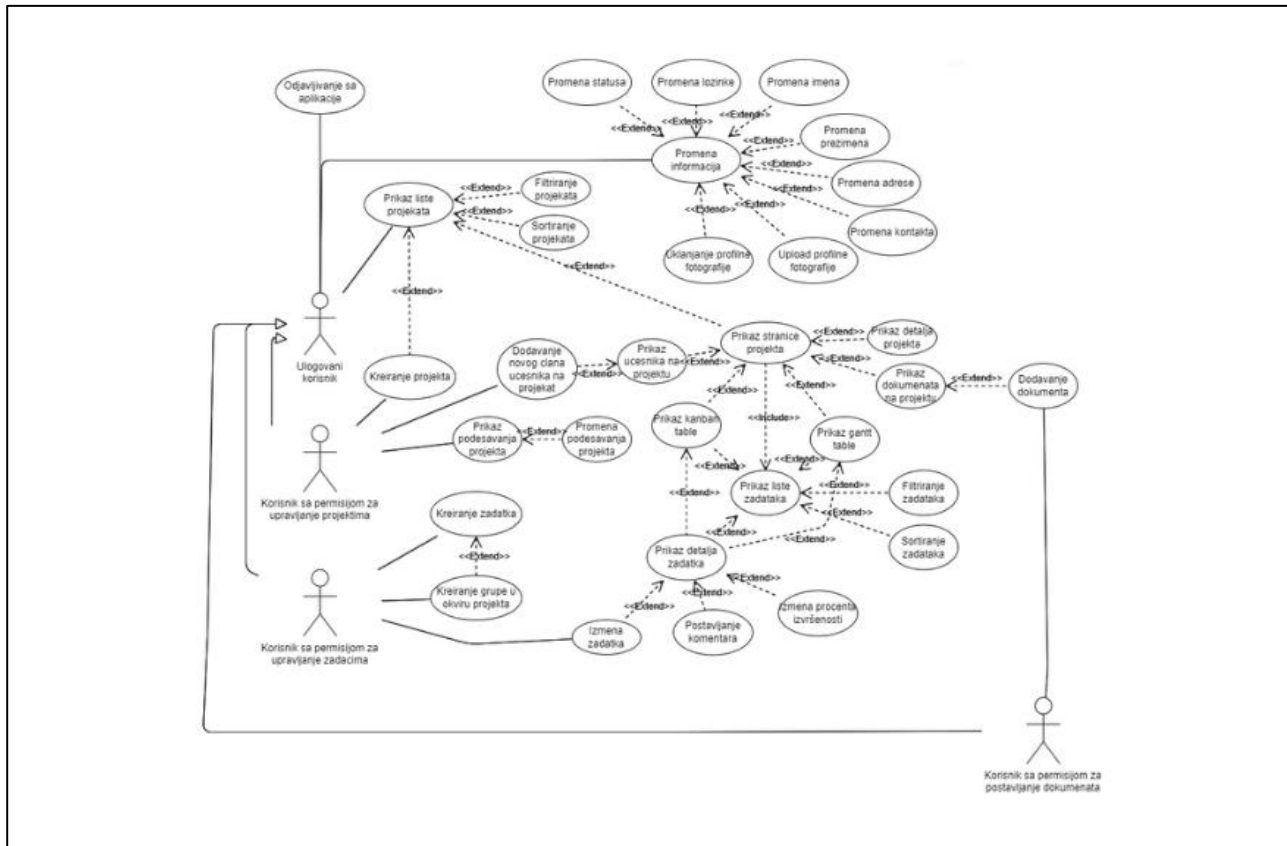 Odjavljivanje sa
aplikacije
Promena statusa
Promena lozinke
Promena imena
<<Extend>>
<<Extend>>
<<Extend>>
Promena
informacija
<<Extend>>
Promena
prezimena
<<Extend>>
Promena adrese
<<Extend>>
Promena kontakta
<<Extend>>
Uklanjanje profilne
fotografije
<<Extend>>
Upload profilne
fotografije
Prikaz liste
projekata
<<Extend>>
Filtriranje
projekata
<<Extend>>
Sortiranje
projekata
<<Extend>>
<<Extend>>
Ulogovani
korisnik
Kreiranje projekta
Dodavanje
novog clana
ucesnika na
projekat
<<Extend>>
Prikaz
ucesnika na
projektu
<<Extend>>
Prikaz stranice
projekta
<<Extend>>
Prikaz detalja
projekta
<<Extend>>
Prikaz
dokumenata
na projektu
<<Extend>>
Dodavanje
dokumenta
<<Extend>>
<<Include>>
<<Extend>>
Prikaz kanban
table
Prikaz gantt
table
Prikaz
podesavanja
projekta
<<Extend>>
Promena
podesavanja
projekta
Korisnik sa permisijom za
upravljanje projektima
<<Extend>>
<<Extend>>
<<Extend>>
Prikaz liste
zadataka
<<Extend>>
Filtriranje
zadataka
<<Extend>>
Sortiranje
zadataka
<<Extend>>
<<Extend>>
<<Extend>>
Kreiranje zadatka
<<Extend>>
Kreiranje grupe u
okviru projekta
Prikaz detalja
zadatka
<<Extend>>
<<Extend>>
<<Extend>>
Izmena
zadatka
Postavljanje
komentara
Izmena procenta
izvršenosti
Korisnik sa permisijom za
upravljanje zadacima
Korisnik sa permisijom za
postavljanje dokumenata